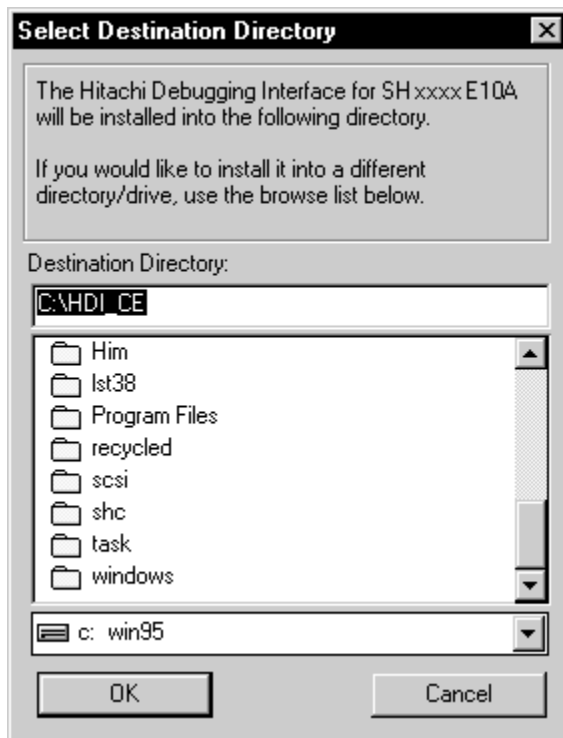 Select Destination Directory
The Hitachi Debugging Interface for SH xxxx E10A
will be installed into the following directory.
If you would like to install it into a different
directory/drive, use the browse list below.
Destination Directory:
C:\HDI_CE
Him
lst38
Program Files
recycled
scsi
shc
task
windows
c: win95
OK
Cancel